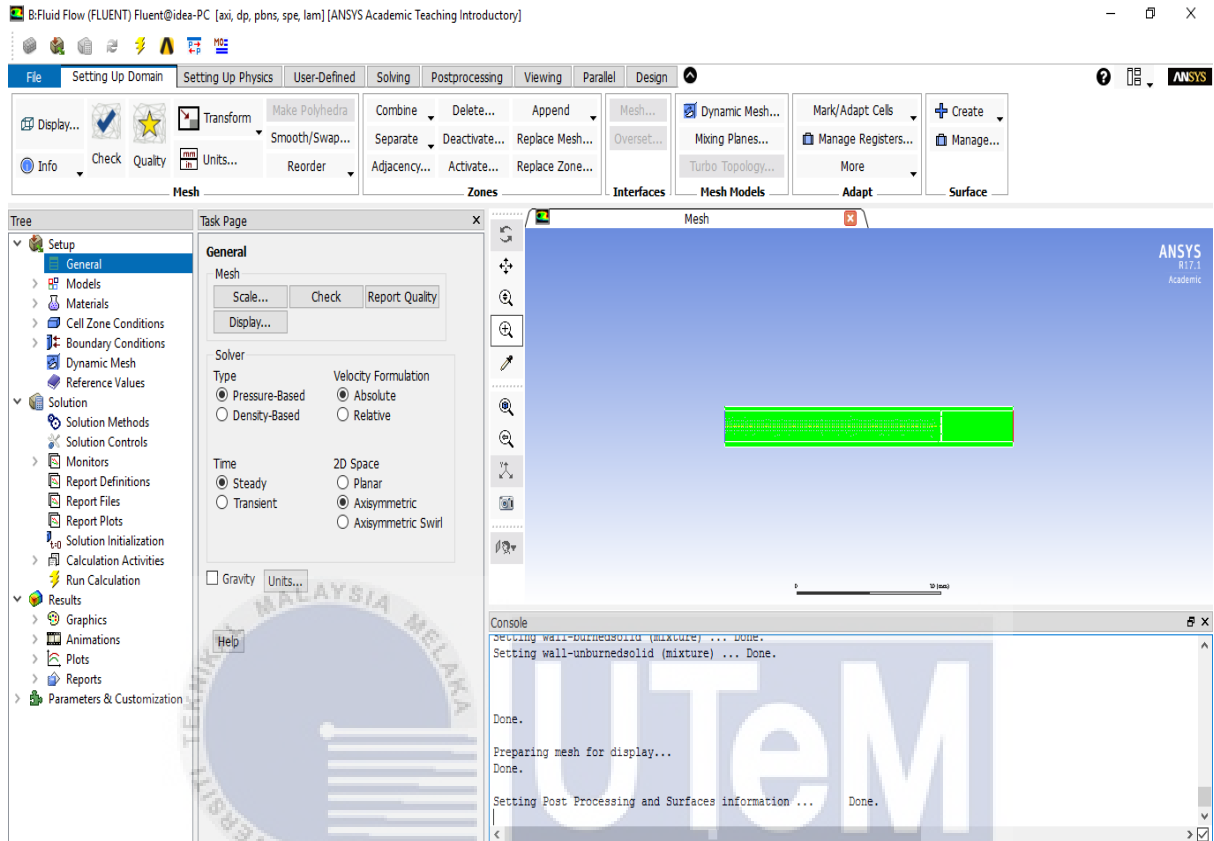 B:Fluid Flow (FLUENT) Fluent@idea-PC [axi, dp, pbns, spe, lam] [ANSYS Academic Teaching Introductory]
File Setting Up Domain Setting Up Physics User-Defined Solving Postprocessing Viewing Parallel Design ANSYS
Display... Transform Make Polyhedra Combine Delete... Append Mesh... Dynamic Mesh... Mark/Adapt Cells Create
Smooth/Swap... Separate Deactivate... Replace Mesh... Overset... Mixing Planes... Manage Registers... Manage...
Info Check Quality Units... Reorder Adjacency... Activate... Replace Zone... Turbo Topology... More
Mesh Zones Interfaces Mesh Models Adapt Surface
Tree
Setup
General
Models
Materials
Cell Zone Conditions
Boundary Conditions
Dynamic Mesh
Reference Values
Solution
Solution Methods
Solution Controls
Monitors
Report Definitions
Report Files
Report Plots
Solution Initialization
Calculation Activities
Run Calculation
Results
Graphics
Animations
Plots
Reports
Parameters & Customization
Task Page
General
Mesh
Scale... Check Report Quality
Display...
Solver
Type Velocity Formulation
Pressure-Based Absolute
Density-Based Relative
Time 2D Space
Steady Planar
Transient Axisymmetric
Axisymmetric Swirl
Gravity Units...
Help
Mesh
ANSYS
R17.1
Academic
0 10 (mm)
Console
Setting wall-burnedsolid (mixture) ... Done.
Setting wall-unburnedsolid (mixture) ... Done.
Done.
Preparing mesh for display...
Done.
Setting Post Processing and Surfaces information ... Done.
UTeM
MALAYSIA MELAKA
TEKNIKAL